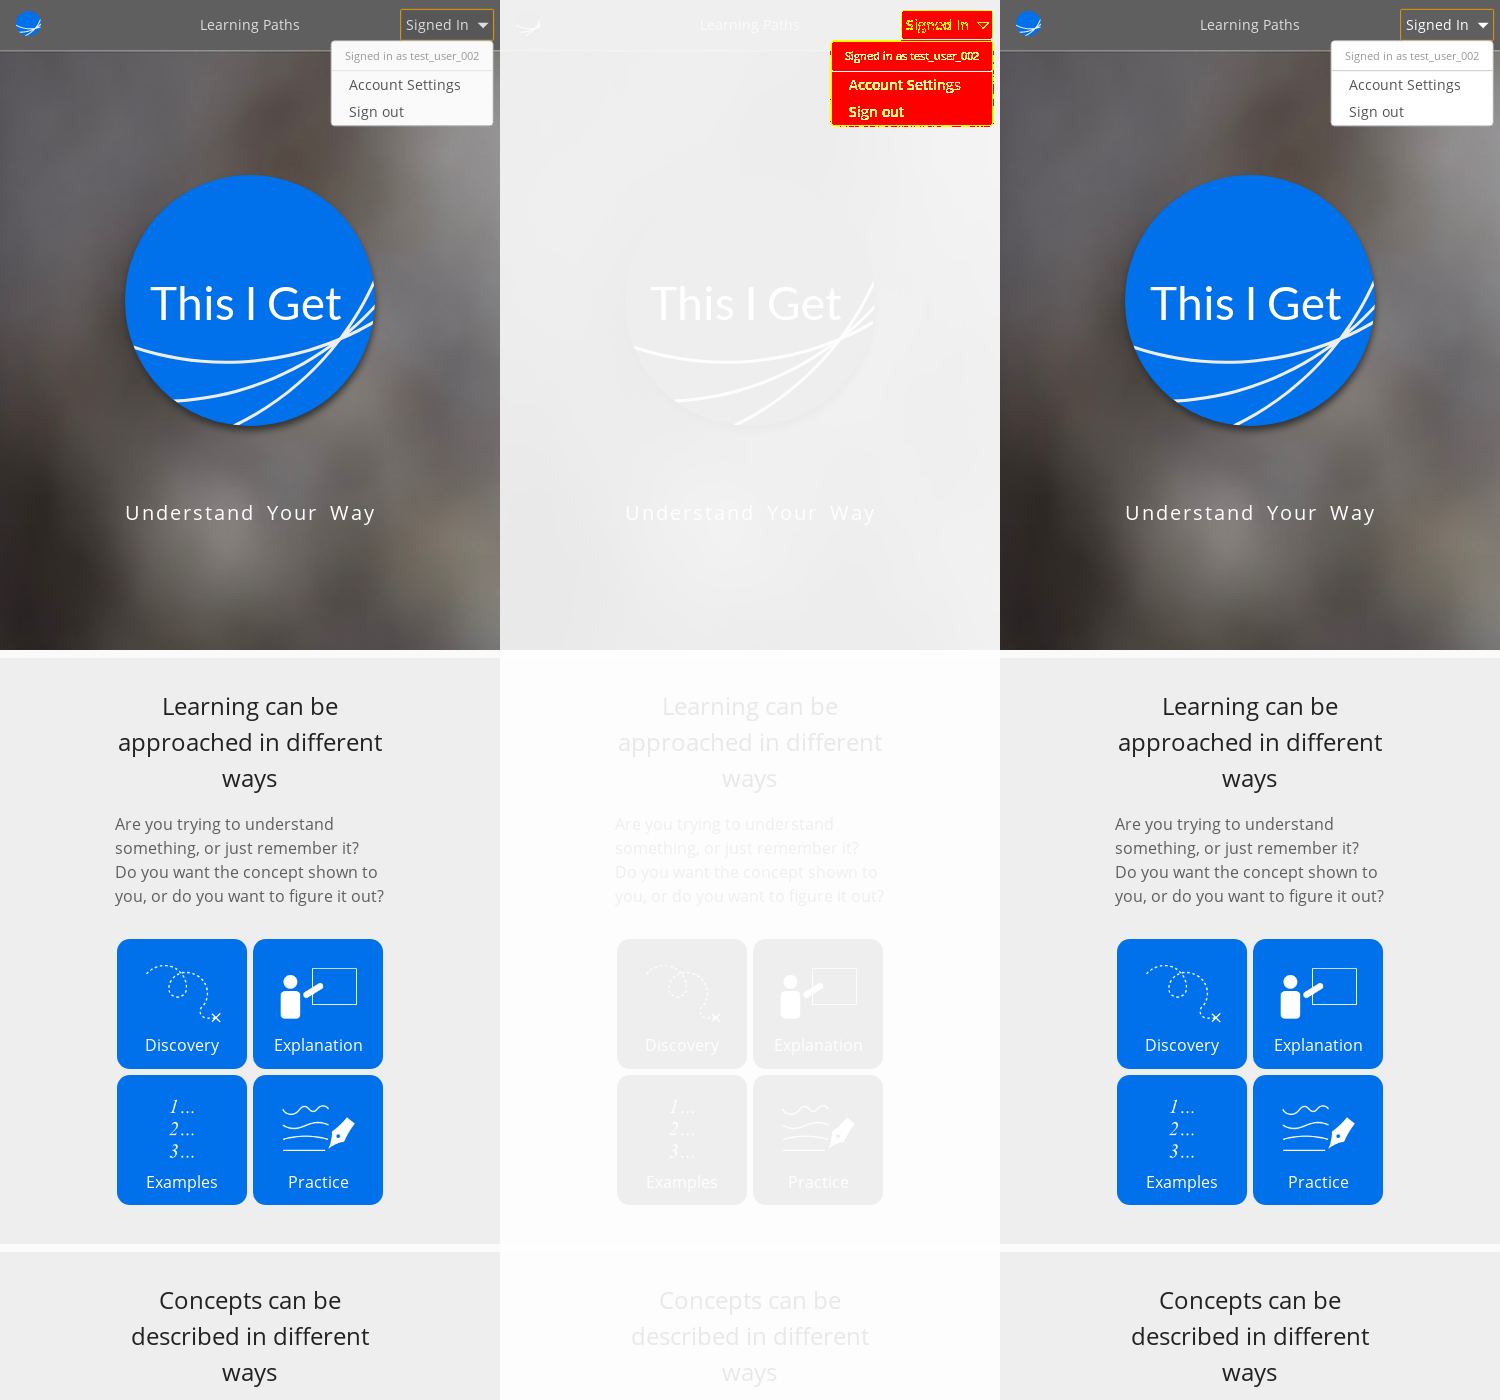 Learning Paths
Signed In
Signed in as test_user_002
Account Settings
Sign out
This I Get
Understand Your Way
Learning can be
approached in different
ways
Are you trying to understand
something, or just remember it?
Do you want the concept shown to
you, or do you want to figure it out?
Discovery
Explanation
1...
2...
3...
Examples
Practice
Concepts can be
described in different
ways
Learning Paths
Signed In
Signed in as test_user_002
Account Settings
Sign out
This I Get
Understand Your Way
Learning can be
approached in different
ways
Are you trying to understand
something, or just remember it?
Do you want the concept shown to
you, or do you want to figure it out?
Discovery
Explanation
1...
2...
3...
Examples
Practice
Concepts can be
described in different
ways
Learning Paths
Signed In
Signed in as test_user_002
Account Settings
Sign out
This I Get
Understand Your Way
Learning can be
approached in different
ways
Are you trying to understand
something, or just remember it?
Do you want the concept shown to
you, or do you want to figure it out?
Discovery
Explanation
1...
2...
3...
Examples
Practice
Concepts can be
described in different
ways